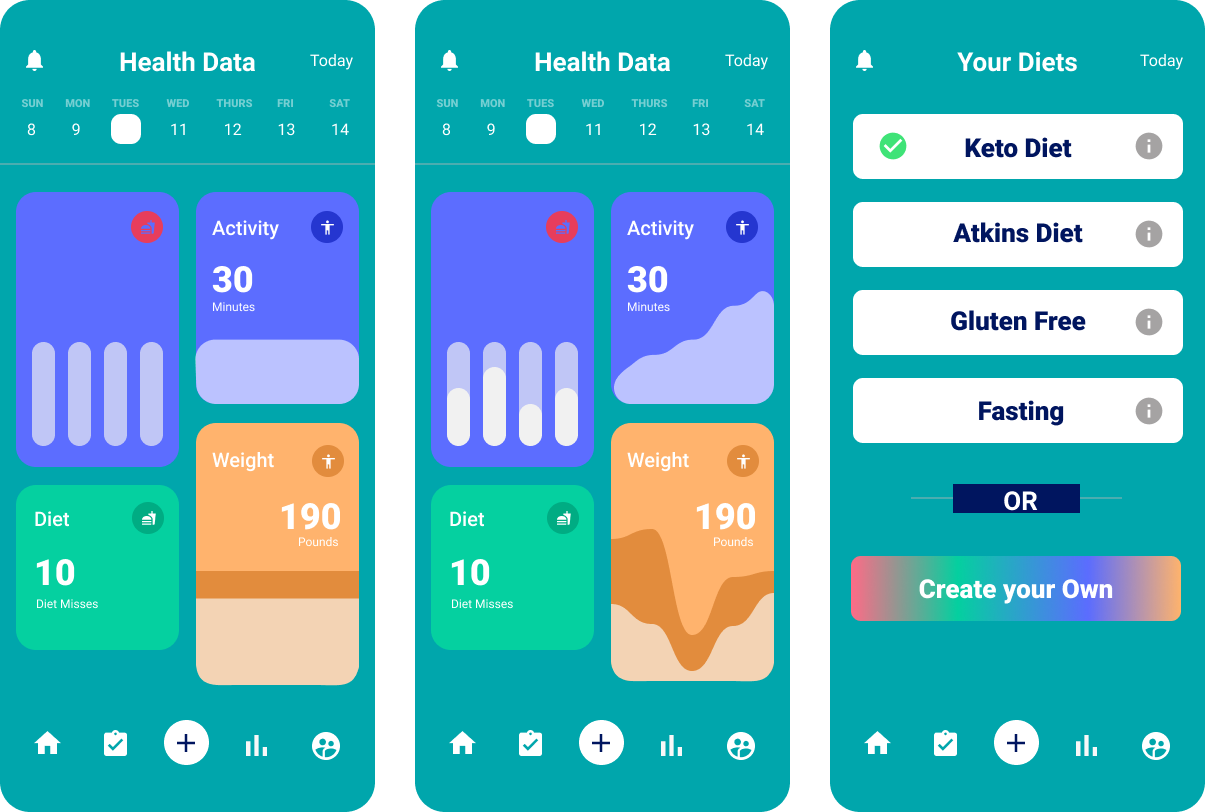 Health Data
Today
SUN MON TUES WED THURS FRI SAT
8 9 11 12 13 14
Activity
30
Minutes
Weight
190
Pounds
Diet
10
Diet Misses
Health Data
Today
SUN MON TUES WED THURS FRI SAT
8 9 11 12 13 14
Activity
30
Minutes
Weight
190
Pounds
Diet
10
Diet Misses
Your Diets
Today
Keto Diet
Atkins Diet
Gluten Free
Fasting
OR
Create your Own